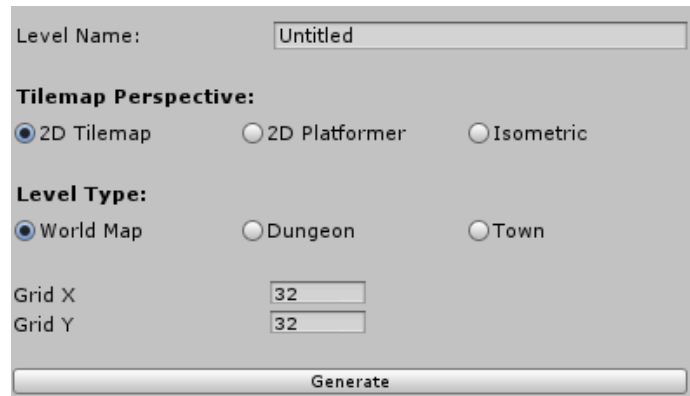 Level Name: Untitled
Tilemap Perspective:
2D Tilemap 2D Platformer Isometric
Level Type:
World Map Dungeon Town
Grid X 32
Grid Y 32
Generate